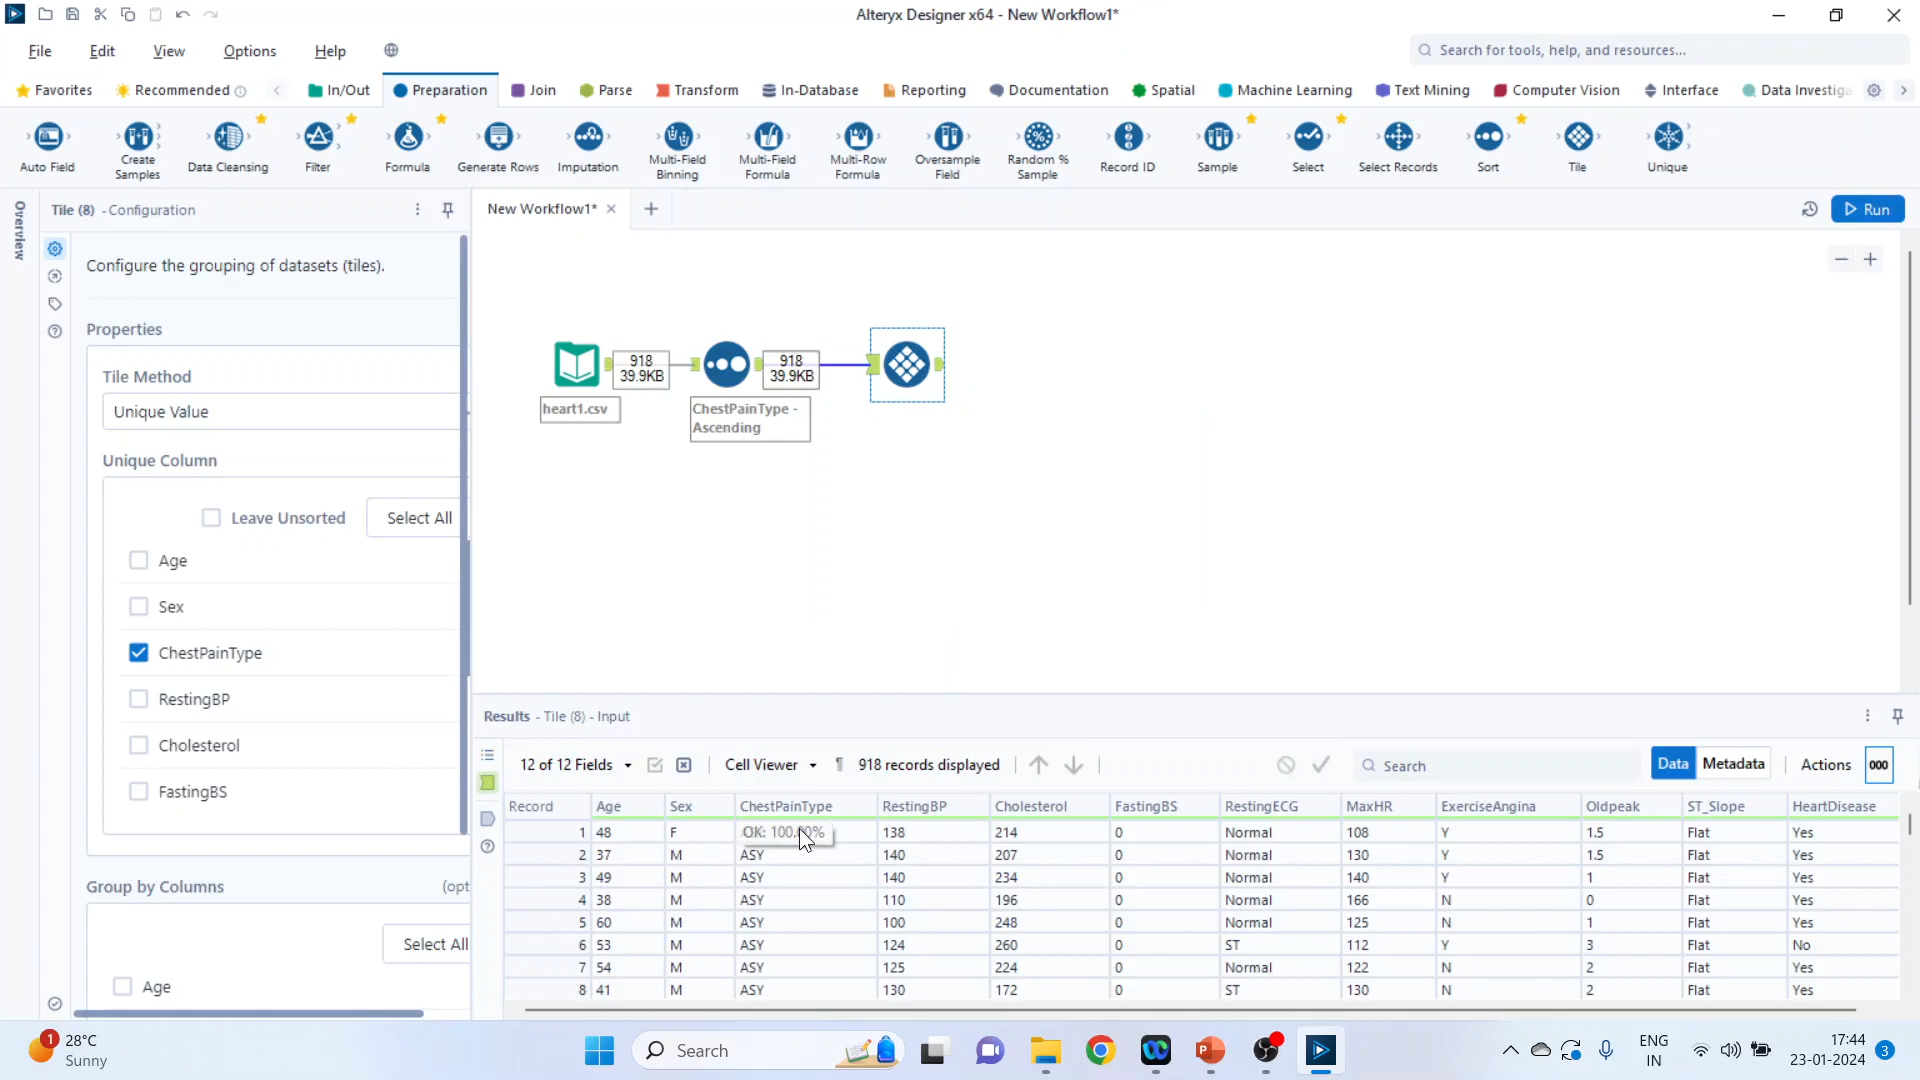 Alteryx Designer x64 - New Workflow1*
File Edit View Options Help
Search for tools, help, and resources...
Favorites Recommended In/Out Preparation Join Parse Transform In-Database Reporting Documentation Spatial Machine Learning Text Mining Computer Vision Interface Data Investiga
Auto Field
Create Samples
Data Cleansing
Filter
Formula
Generate Rows
Imputation
Multi-Field Binning
Multi-Field Formula
Multi-Row Formula
Oversample Field
Random % Sample
Record ID
Sample
Select
Select Records
Sort
Tile
Unique
Overview
Tile (8) - Configuration
New Workflow1*
Run
Configure the grouping of datasets (tiles).
Properties
Tile Method
Unique Value
Unique Column
Leave Unsorted Select All
Age
Sex
ChestPainType
RestingBP
Cholesterol
FastingBS
Group by Columns (opt
Select All
Age
918
39.9KB
918
39.9KB
heart1.csv
ChestPainType -
Ascending
Results - Tile (8) - Input
12 of 12 Fields Cell Viewer 918 records displayed Search Data Metadata Actions 000
Record Age Sex ChestPainType RestingBP Cholesterol FastingBS RestingECG MaxHR ExerciseAngina Oldpeak ST_Slope HeartDisease
1 48 F OK: 100.00% 138 214 0 Normal 108 Y 1.5 Flat Yes
2 37 M ASY 140 207 0 Normal 130 Y 1.5 Flat Yes
3 49 M ASY 140 234 0 Normal 140 Y 1 Flat Yes
4 38 M ASY 110 196 0 Normal 166 N 0 Flat Yes
5 60 M ASY 100 248 0 Normal 125 N 1 Flat Yes
6 53 M ASY 124 260 0 ST 112 Y 3 Flat No
7 54 M ASY 125 224 0 Normal 122 N 2 Flat Yes
8 41 M ASY 130 172 0 ST 130 N 2 Flat Yes
1
28°C
Sunny
Search
ENG
IN
17:44
23-01-2024
3